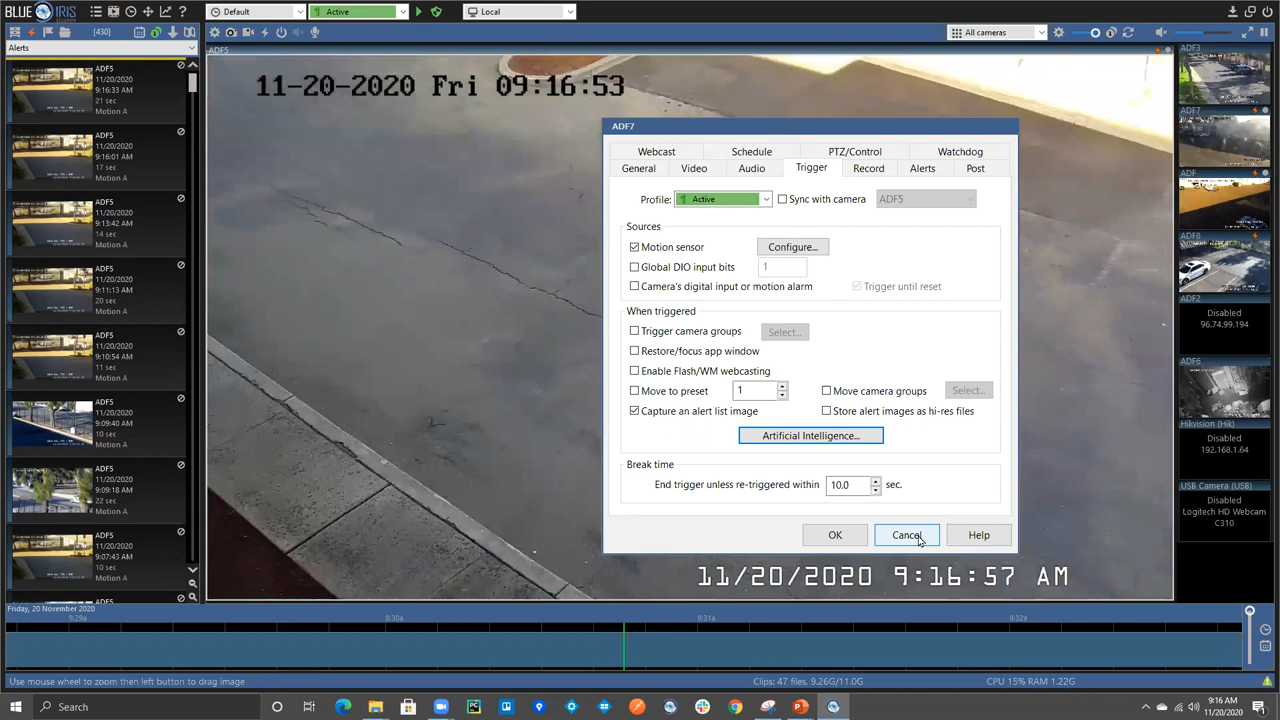 BLUE IRIS
SECURITY
Default
Active
Local
[430]
Alerts
All cameras
ADF5
11/20/2020
9:16:33 AM
21 sec
Motion A
ADF5
11/20/2020
9:16:01 AM
17 sec
Motion A
ADF5
11/20/2020
9:13:42 AM
14 sec
Motion A
ADF5
11/20/2020
9:11:13 AM
20 sec
Motion A
ADF5
11/20/2020
9:10:54 AM
11 sec
Motion A
ADF5
11/20/2020
9:09:40 AM
10 sec
Motion A
ADF5
11/20/2020
9:09:18 AM
22 sec
Motion A
ADF5
11/20/2020
9:07:43 AM
10 sec
Motion A
ADF5
ADF5
11-20-2020 Fri 09:16:53
ADF7
Webcast Schedule PTZ/Control Watchdog
General Video Audio Trigger Record Alerts Post
Profile: Active Sync with camera ADF5
Sources
Motion sensor Configure...
Global DIO input bits 1
Camera's digital input or motion alarm Trigger until reset
When triggered
Trigger camera groups Select...
Restore/focus app window
Enable Flash/WM webcasting
Move to preset 1 Move camera groups Select...
Capture an alert list image Store alert images as hi-res files
Artificial Intelligence...
Break time
End trigger unless re-triggered within 10.0 sec.
OK Cancel Help
11/20/2020 9:16:57 AM
ADF3
ADF7
ADF
ADF8
ADF2
Disabled
96.74.99.194
ADF6
Hikvision (Hik)
Disabled
192.168.1.64
USB Camera (USB)
Disabled
Logitech HD Webcam
C310
Friday, 20 November 2020
8:29a 8:30a 8:31a 8:32a
Use mouse wheel to zoom then left button to drag image
Clips: 47 files, 9.26G/11.0G
CPU 15% RAM 1.22G
Search
9:16 AM
11/20/2020